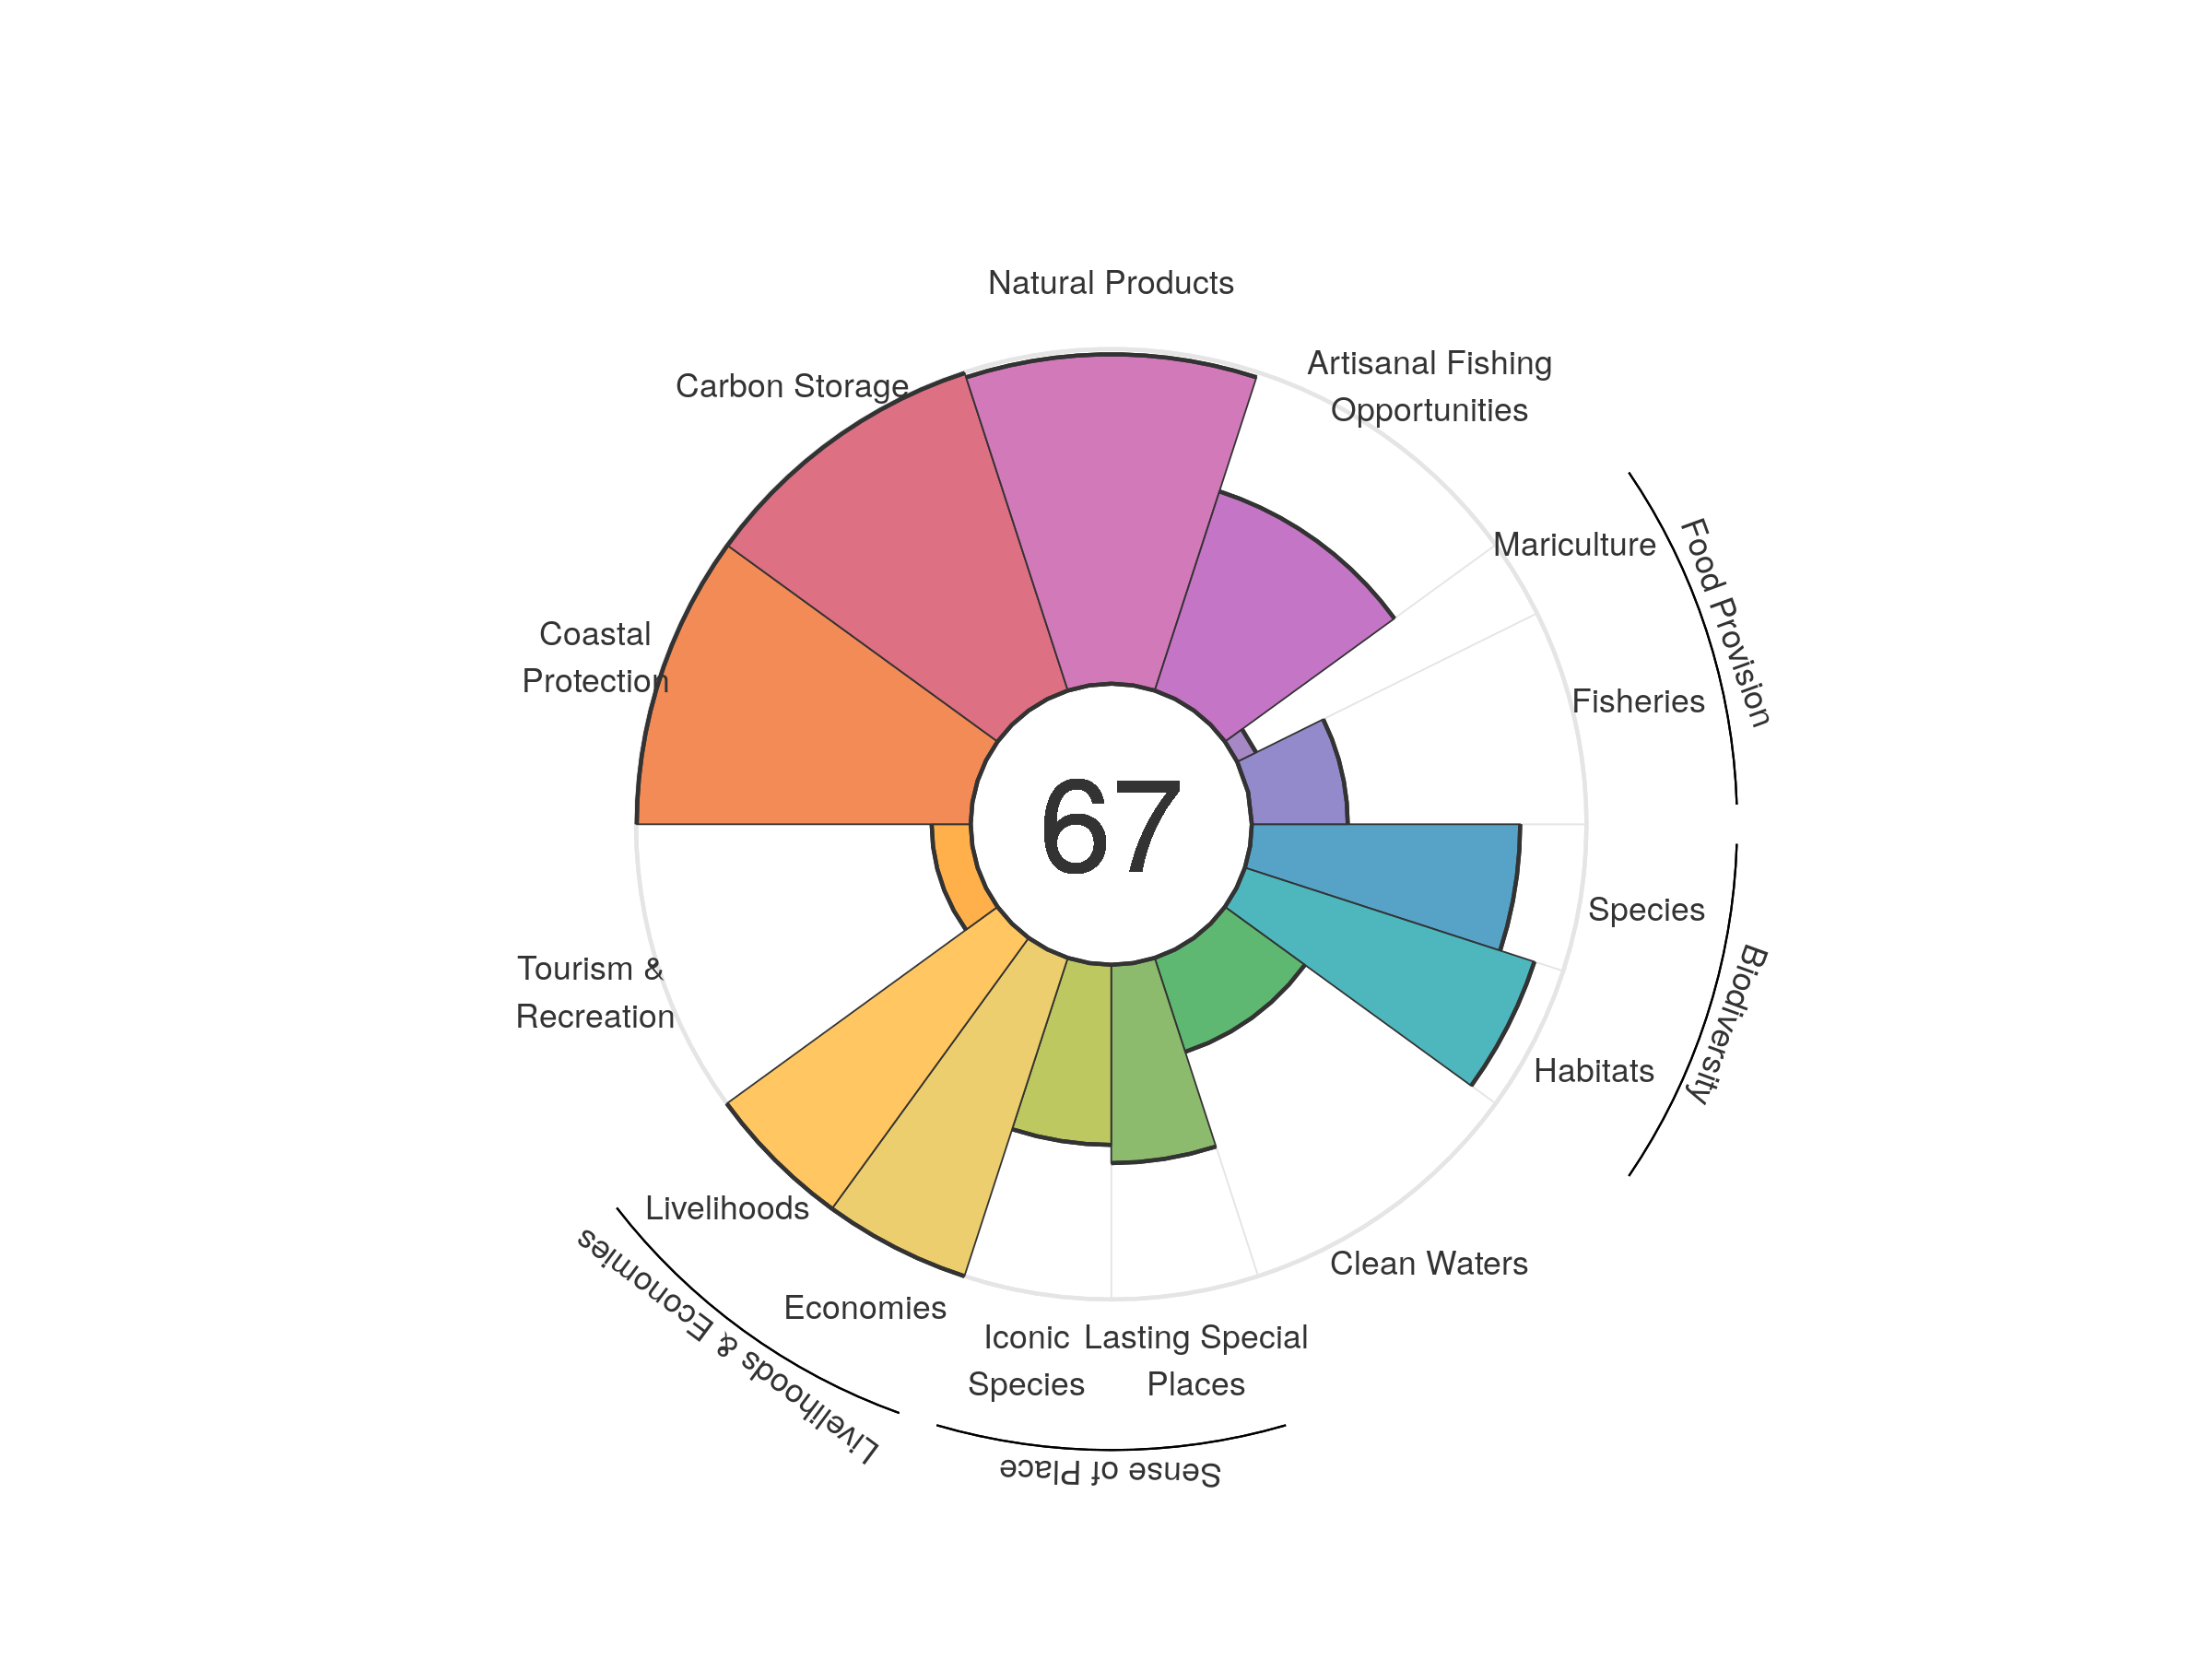 Natural Products
Artisanal Fishing
Opportunities
Carbon Storage
Mariculture
Food Provision
Coastal
Protection
Fisheries
67
Species
Biodiversity
Tourism &
Recreation
Habitats
Livelihoods
Clean Waters
Livelihoods & Economies
Economies
Iconic
Species
Lasting Special
Places
Sense of Place